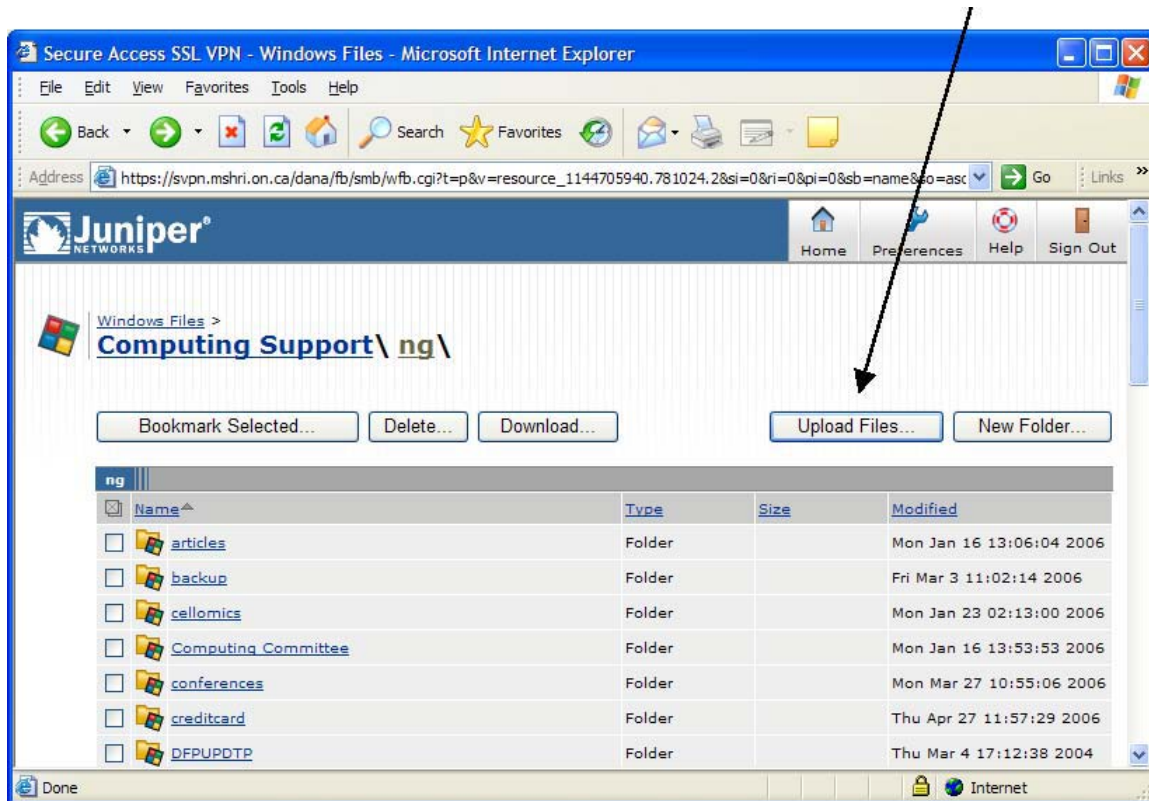 Secure Access SSL VPN - Windows Files - Microsoft Internet Explorer
File Edit View Favorites Tools Help
Back Search Favorites
Address https://svpn.mshri.on.ca/dana/fb/smb/wfb.cgi?t=p&v=resource_1144705940.781024.2&si=0&ri=0&pi=0&sb=name&so=asc Go Links »
Juniper®
NETWORKS
Home Preferences Help Sign Out
Windows Files >
Computing Support\ ng\
Bookmark Selected... Delete... Download... Upload Files... New Folder...
ng
Name Type Size Modified
articles Folder Mon Jan 16 13:06:04 2006
backup Folder Fri Mar 3 11:02:14 2006
cellomics Folder Mon Jan 23 02:13:00 2006
Computing Committee Folder Mon Jan 16 13:53:53 2006
conferences Folder Mon Mar 27 10:55:06 2006
creditcard Folder Thu Apr 27 11:57:29 2006
DFPUPDTP Folder Thu Mar 4 17:12:38 2004
Done Internet